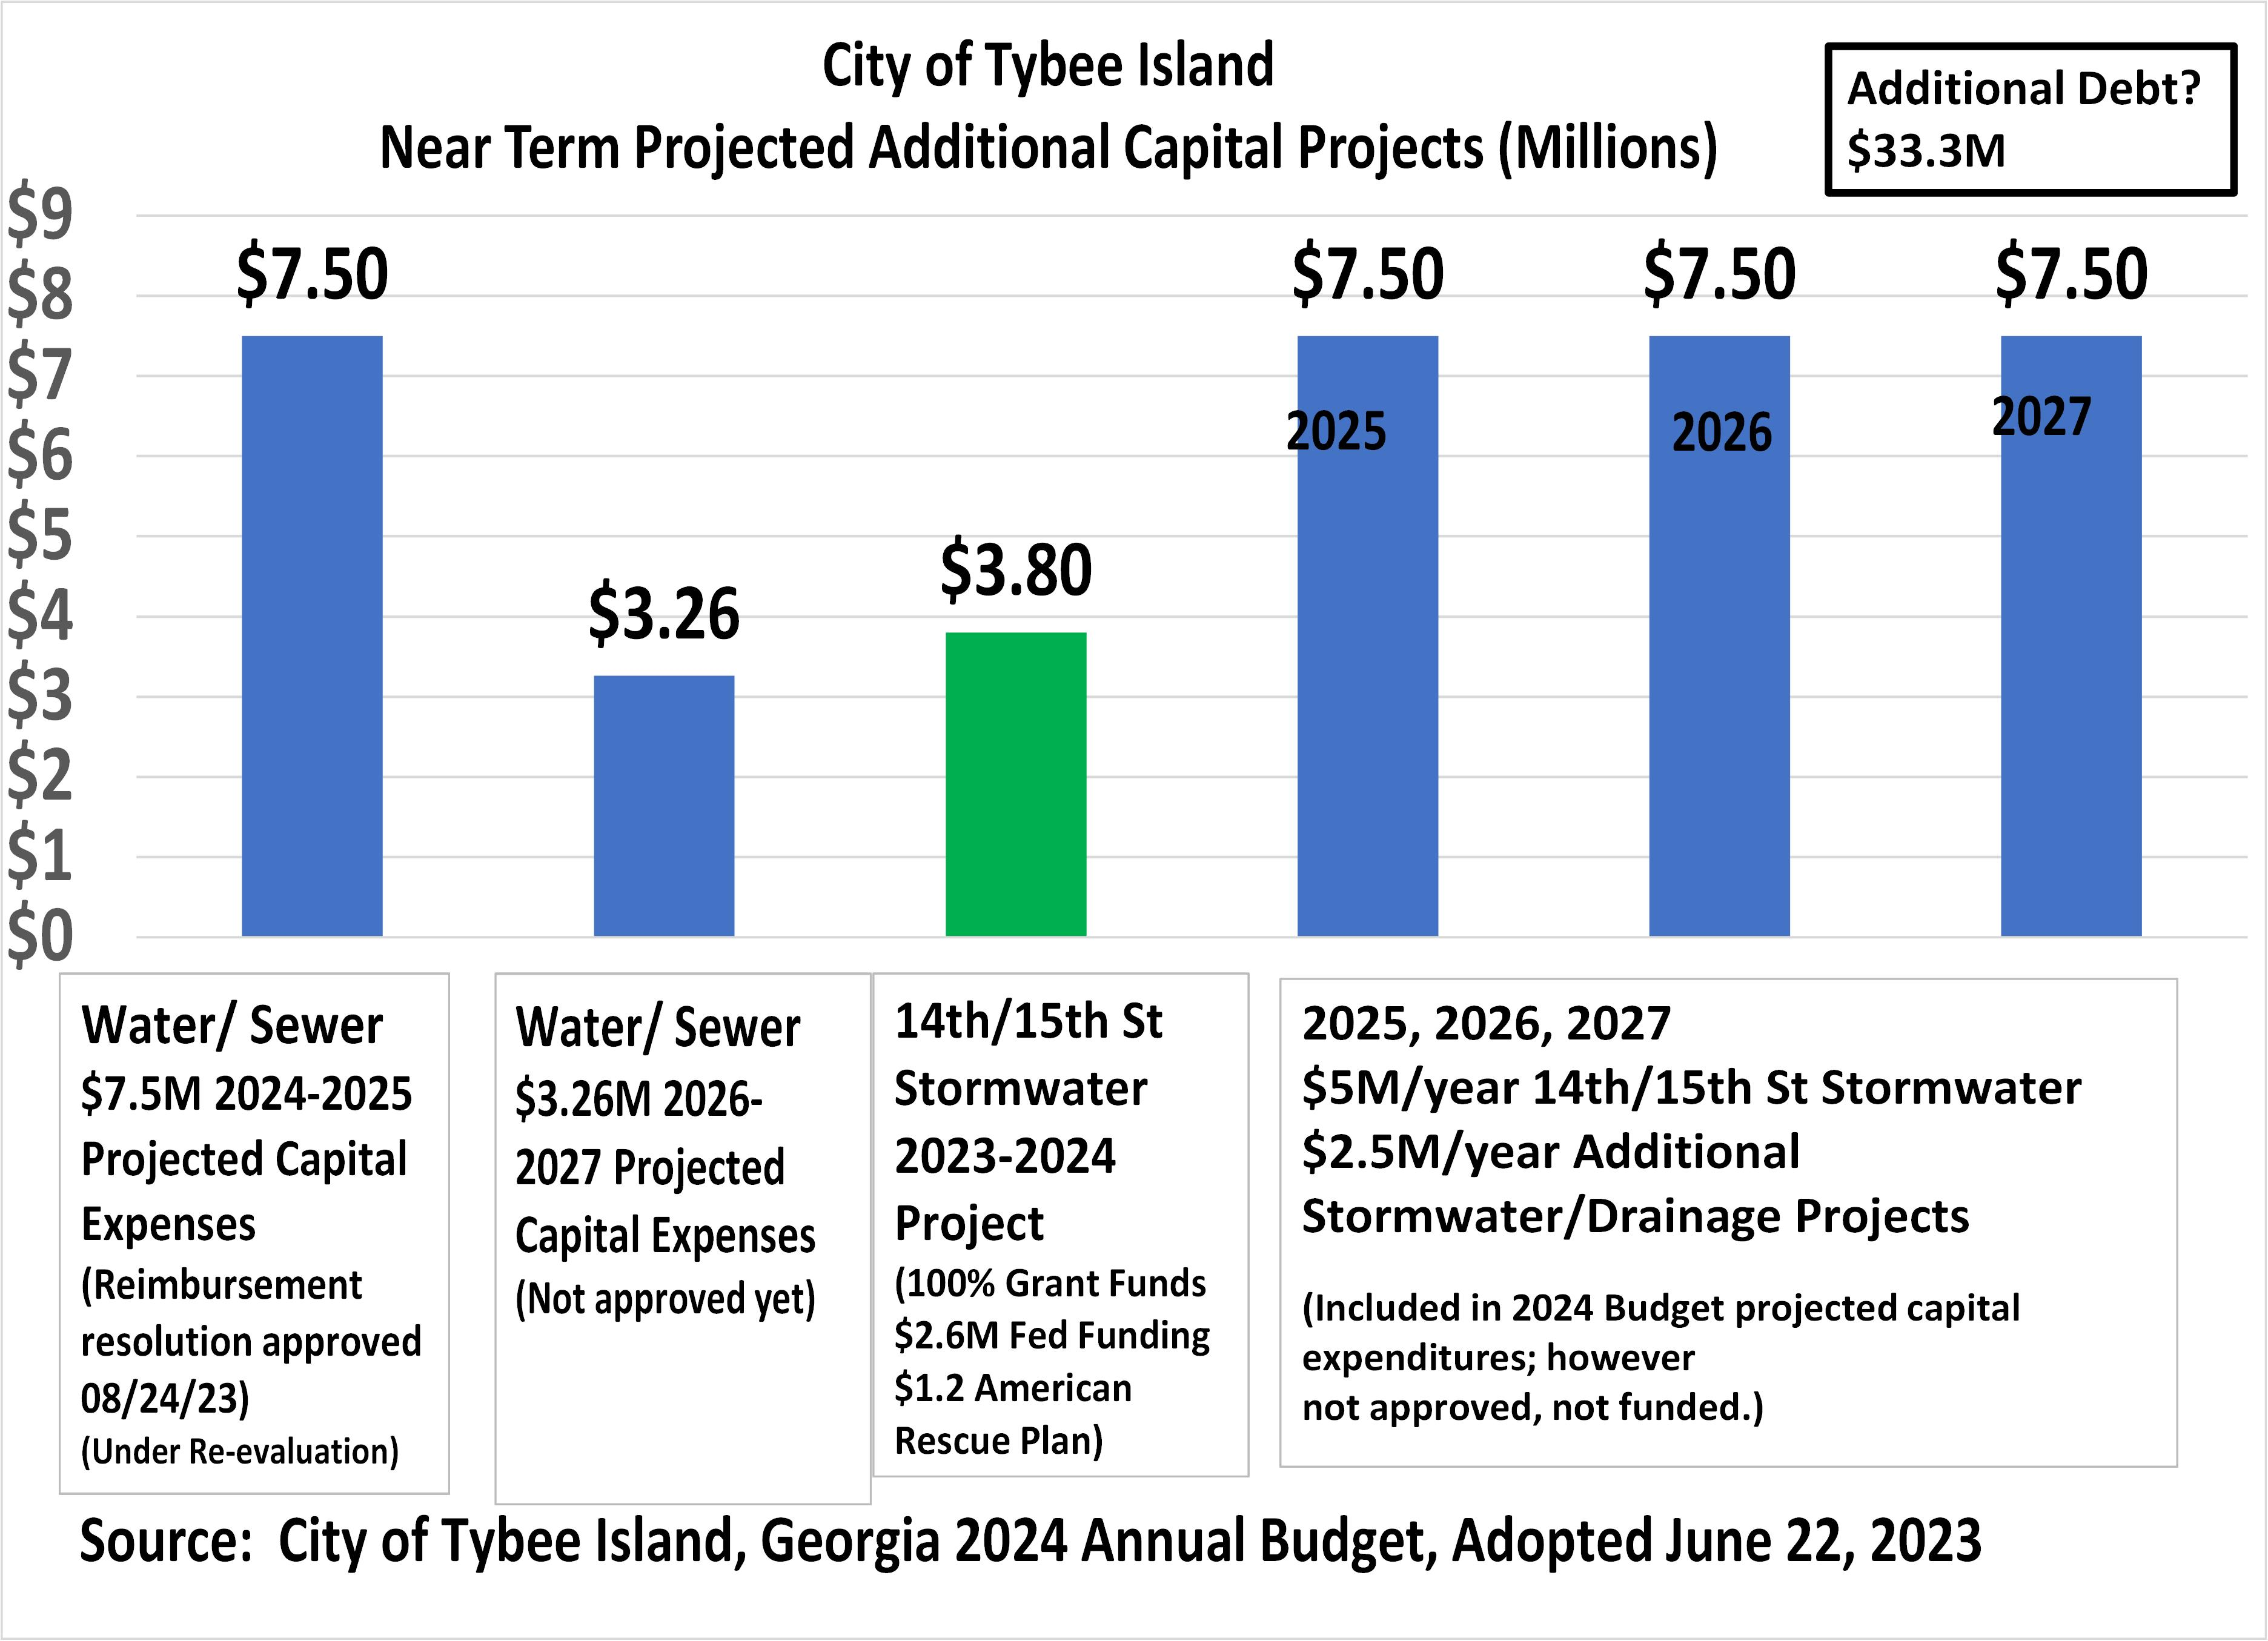 City of Tybee Island
Near Term Projected Additional Capital Projects (Millions)
Additional Debt?
$33.3M
$9
$8
$7
$6
$5
$4
$3
$2
$1
$0
$7.50
$3.26
$3.80
$7.50
$7.50
$7.50
2025
2026
2027
Water/ Sewer
$7.5M 2024-2025
Projected Capital
Expenses
(Reimbursement
resolution approved
08/24/23)
(Under Re-evaluation)
Water/ Sewer
$3.26M 2026-
2027 Projected
Capital Expenses
(Not approved yet)
14th/15th St
Stormwater
2023-2024
Project
(100% Grant Funds
$2.6M Fed Funding
$1.2 American
Rescue Plan)
2025, 2026, 2027
$5M/year 14th/15th St Stormwater
$2.5M/year Additional
Stormwater/Drainage Projects
(Included in 2024 Budget projected capital
expenditures; however
not approved, not funded.)
Source:  City of Tybee Island, Georgia 2024 Annual Budget, Adopted June 22, 2023